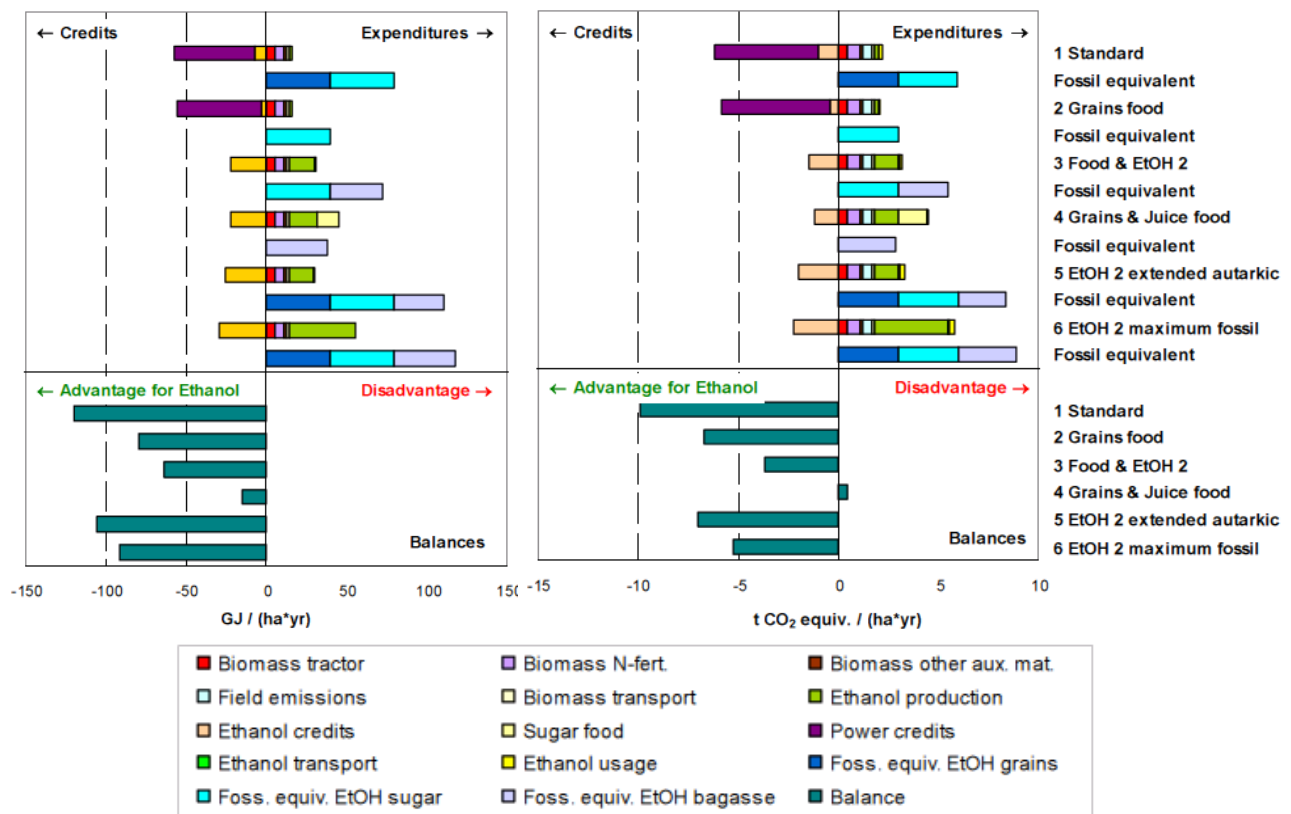 ← Credits Expenditures →
← Advantage for Ethanol Disadvantage →
Balances
-150 -100 -50 0 50 100 150
GJ / (ha*yr)
← Credits Expenditures →
← Advantage for Ethanol Disadvantage →
Balances
-15 -10 -5 0 5 10
t CO₂ equiv. / (ha*yr)
1 Standard
Fossil equivalent
2 Grains food
Fossil equivalent
3 Food & EtOH 2
Fossil equivalent
4 Grains & Juice food
Fossil equivalent
5 EtOH 2 extended autarkic
Fossil equivalent
6 EtOH 2 maximum fossil
Fossil equivalent
1 Standard
2 Grains food
3 Food & EtOH 2
4 Grains & Juice food
5 EtOH 2 extended autarkic
6 EtOH 2 maximum fossil
Biomass tractor Biomass N-fert. Biomass other aux. mat.
Field emissions Biomass transport Ethanol production
Ethanol credits Sugar food Power credits
Ethanol transport Ethanol usage Foss. equiv. EtOH grains
Foss. equiv. EtOH sugar Foss. equiv. EtOH bagasse Balance